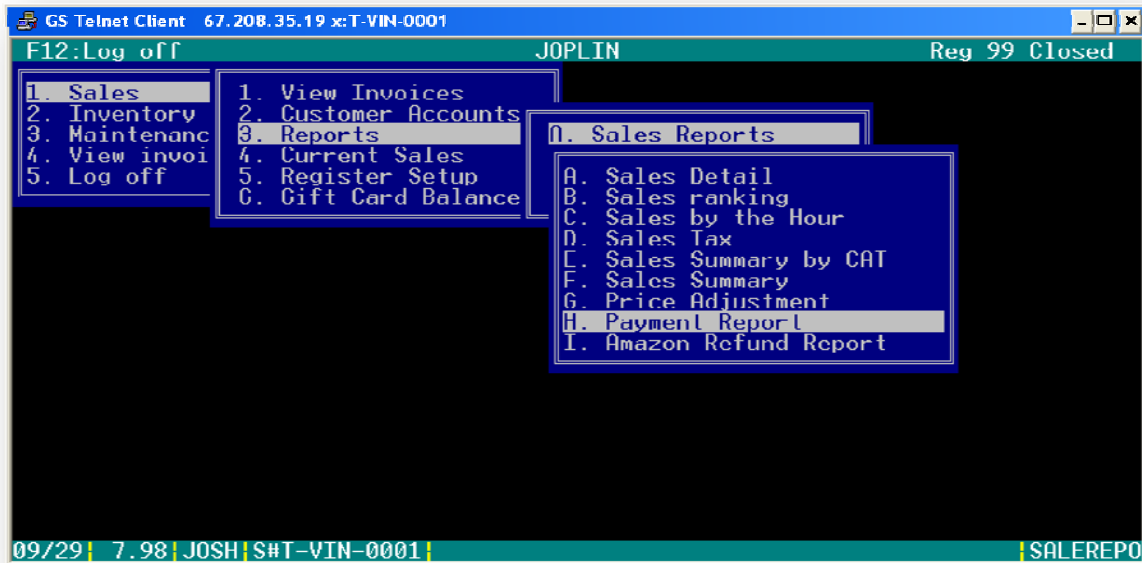 GS Telnet Client 67.208.35.19 x:T-VIN-0001
F12:Log off JOPLIN Reg 99 Closed
1. Sales
2. Inventory
3. Maintenanc
4. View invoi
5. Log off
1. View Invoices
2. Customer Accounts
3. Reports
4. Current Sales
5. Register Setup
6. Gift Card Balance
A. Sales Reports
A. Sales Detail
B. Sales ranking
C. Sales by the Hour
D. Sales Tax
E. Sales Summary by CAT
F. Sales Summary
G. Price Adjustment
H. Payment Report
I. Amazon Refund Report
09/29 7.98 JOSH S#T-VIN-0001 SALEREPO